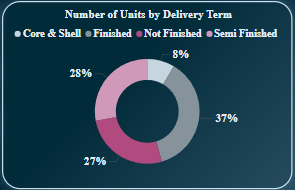 Number of Units by Delivery Term
Core & Shell Finished Not Finished Semi Finished
8%
28%
37%
27%